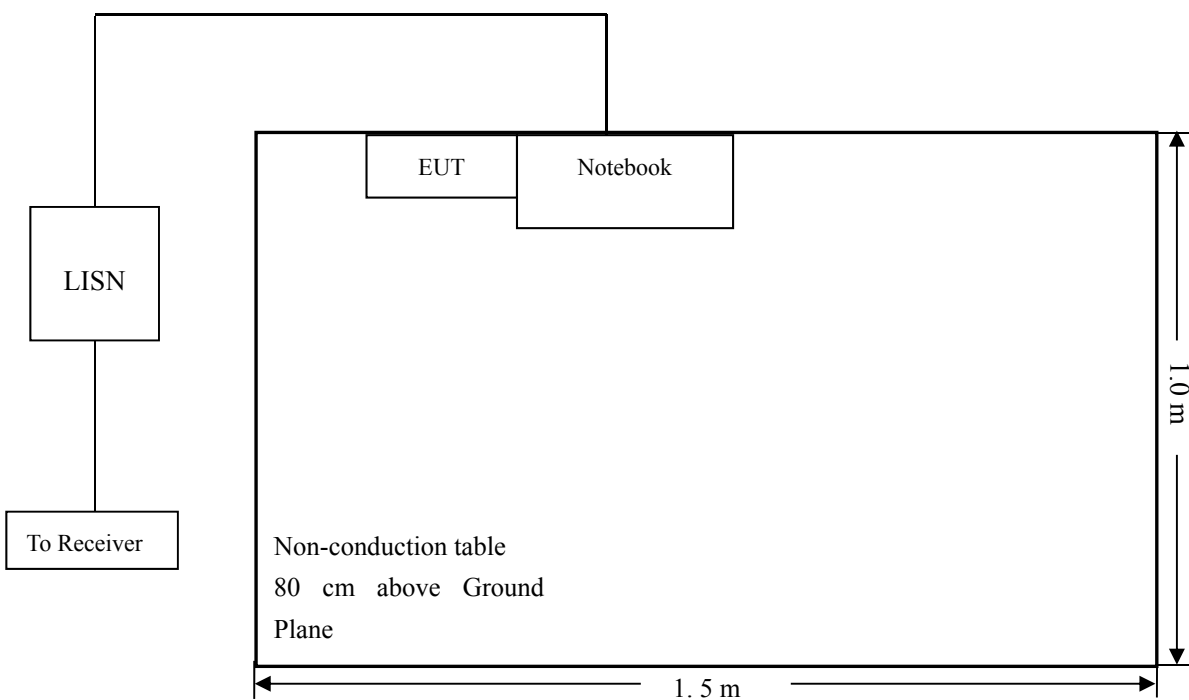 EUT
Notebook
LISN
1.0 m
To Receiver
Non-conduction table
80 cm above Ground
Plane
1. 5 m